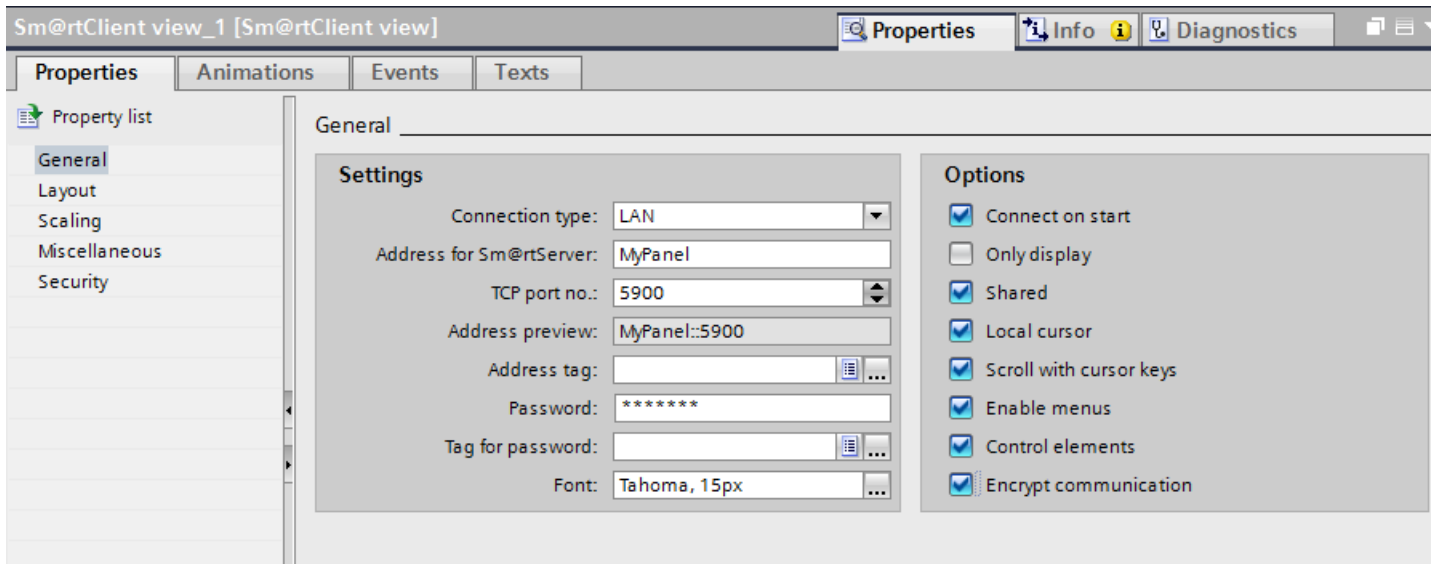 Sm@rtClient view_1 [Sm@rtClient view]
Properties
Info
Diagnostics
Properties
Animations
Events
Texts
Property list
General
Layout
Scaling
Miscellaneous
Security
General
Settings
Connection type: LAN
Address for Sm@rtServer: MyPanel
TCP port no.: 5900
Address preview: MyPanel::5900
Address tag: ...
Password: *******
Tag for password: ...
Font: Tahoma, 15px ...
Options
Connect on start
Only display
Shared
Local cursor
Scroll with cursor keys
Enable menus
Control elements
Encrypt communication